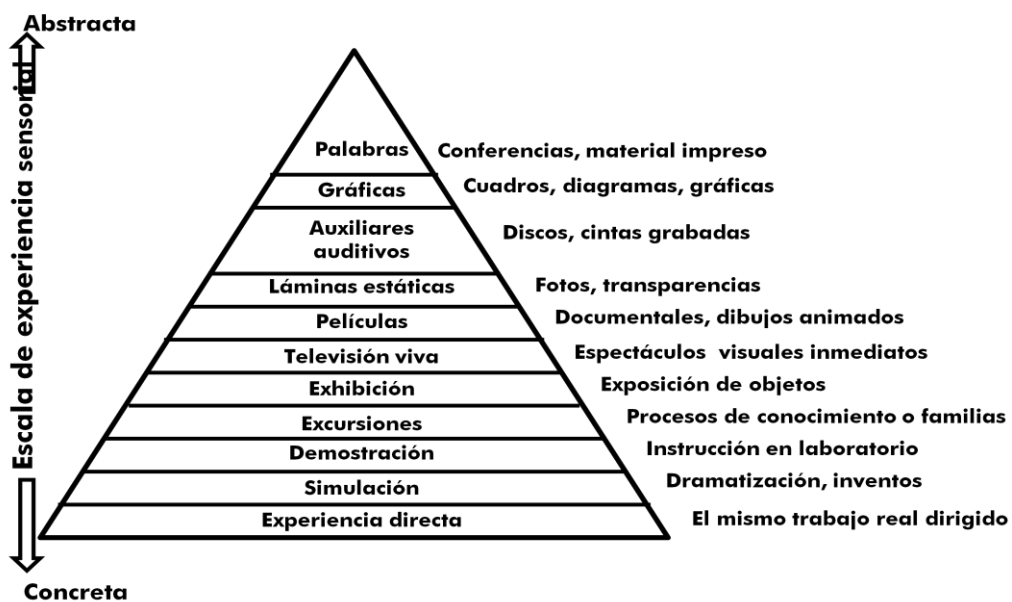 Abstracta
Escala de experiencia sensorial
Palabras
Conferencias, material impreso
Gráficas
Cuadros, diagramas, gráficas
Auxiliares
auditivos
Discos, cintas grabadas
Láminas estáticas
Fotos, transparencias
Películas
Documentales, dibujos animados
Televisión viva
Espectáculos visuales inmediatos
Exhibición
Exposición de objetos
Excursiones
Procesos de conocimiento o familias
Demostración
Instrucción en laboratorio
Simulación
Dramatización, inventos
Experiencia directa
El mismo trabajo real dirigido
Concreta